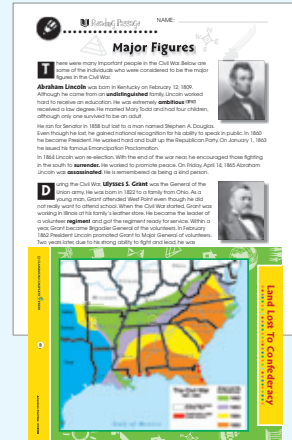 Reading Passage
NAME:
Major Figures
There were many important people in the Civil War. Below are
some of the individuals who were considered to be the major
figures in the Civil War.
Abraham Lincoln was born in Kentucky on February 12, 1809.
Although he came from an undistinguished family, Lincoln worked
hard to receive an education. He was extremely ambitious and
received a law degree. He married Mary Todd and had four children,
although only one survived to be an adult.
He ran for Senator in 1858 but lost to a man named Stephen A. Douglas.
Even though he lost, he gained national recognition for his ability to speak in public. In 1860
he became President. He worked hard and built up the Republican Party. On January 1, 1863
he issued his famous Emancipation Proclamation.
In 1864 Lincoln won re-election. With the end of the war near, he encouraged those fighting
in the south to surrender. He worked to promote peace. On Friday, April 14, 1865 Abraham
Lincoln was assassinated. He is remembered as being a kind person.
During the Civil War, Ulysses S. Grant was the General of the
Union army. He was born in 1822 to a family from Ohio. As a
young man, Grant attended West Point even though he did
not really want to attend school. When the Civil War started, Grant was
working in Illinois at his family's leather store. He became the leader of
a volunteer regiment and got the regiment ready for service. Within a
year, Grant became Brigadier General of the volunteers. In February
1862 President Lincoln promoted Grant to Major General of volunteers.
Two years later, due to his strong ability to fight and lead, he was
Land Lost To Confederacy
The Civil War
Gulf of Mexico